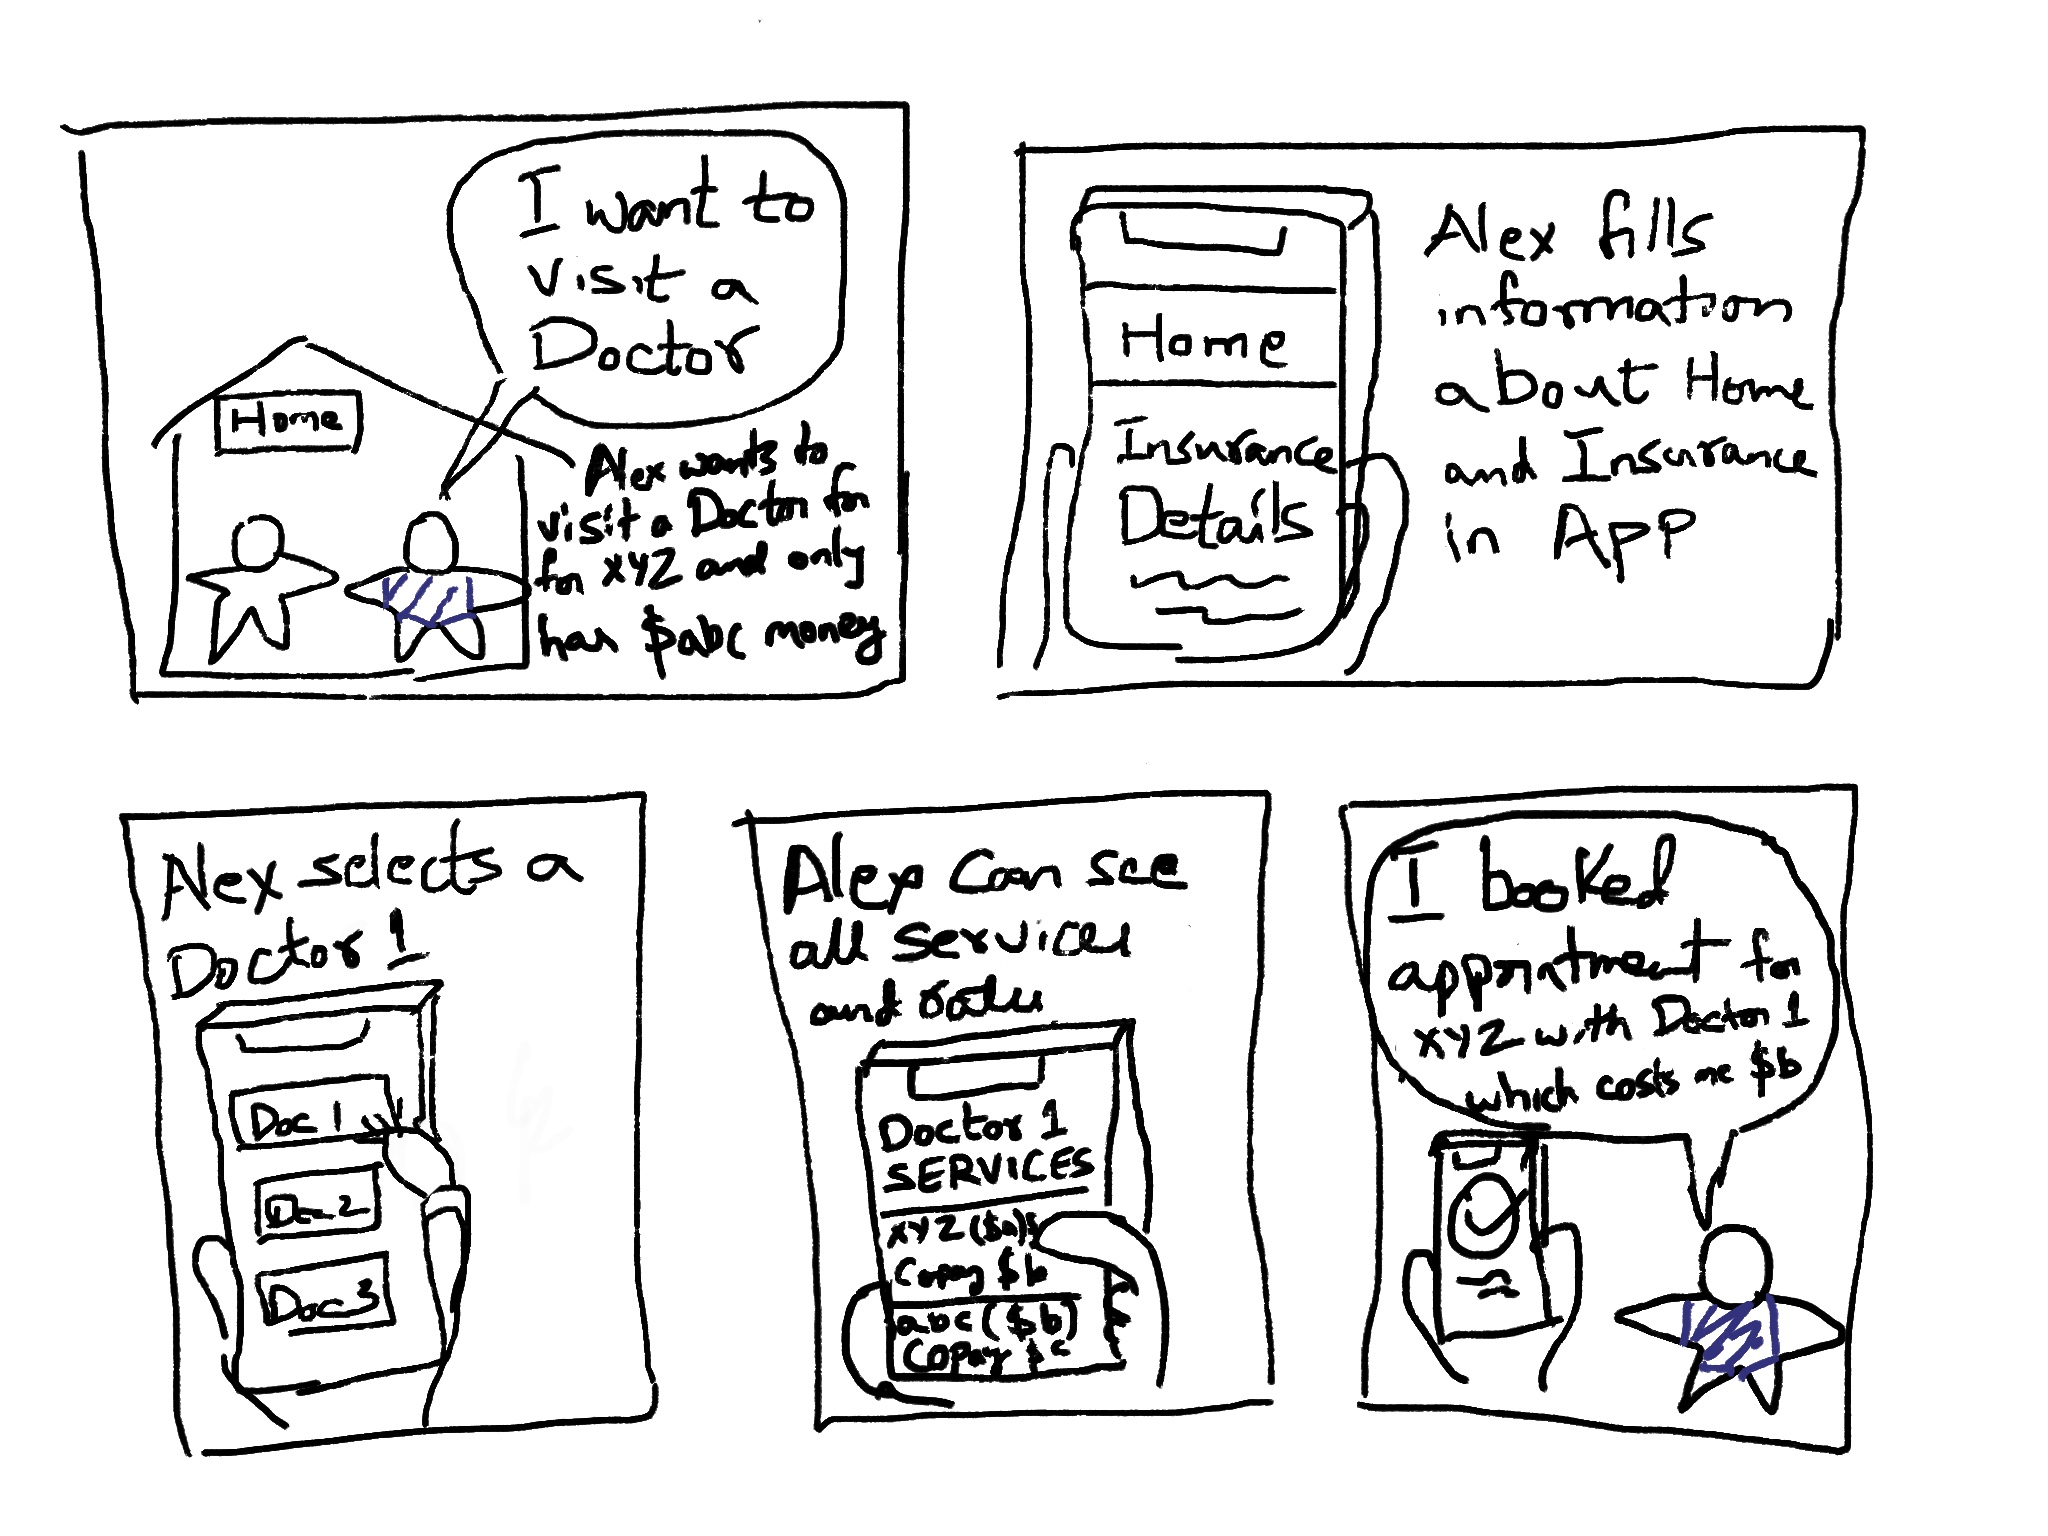 I want to
visit a
Doctor
Home
Alex wants to
visit a Doctor for
for XYZ and only
has $abc money
Home
Insurance
Details
Alex fills
information
about Home
and Insurance
in App
Alex selects a
Doctor 1
Doc 1
Doc 2
Doc 3
Alex can see
all services
and rates
Doctor 1
SERVICES
XYZ ($a)
Copay $b
abc ($b)
Copay $c
I booked
appointment for
XYZ with Doctor 1
which costs me $b